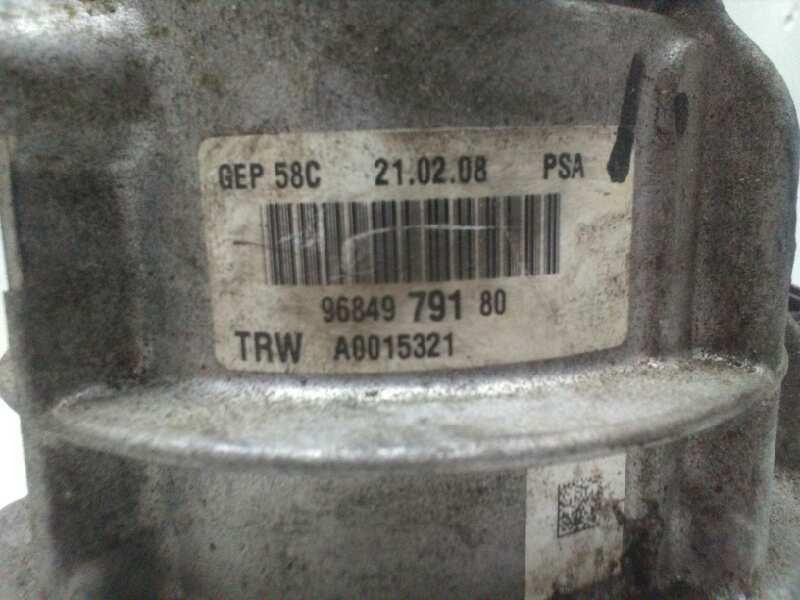 GEP 58C 21.02.08 PSA
96849 791 80
TRW A0015321